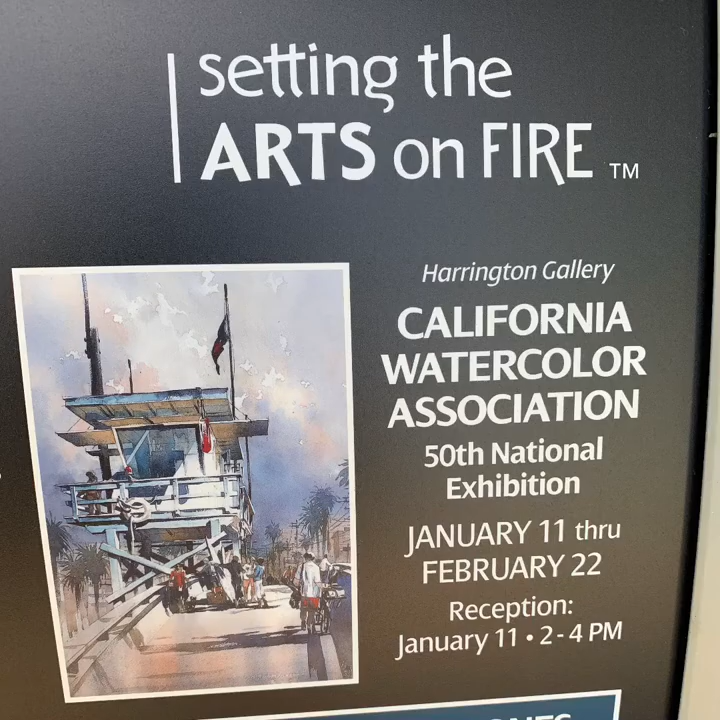 setting the
ARTS on FIRE ™
Harrington Gallery
CALIFORNIA
WATERCOLOR
ASSOCIATION
50th National
Exhibition
JANUARY 11 thru
FEBRUARY 22
Reception:
January 11 • 2 - 4 PM